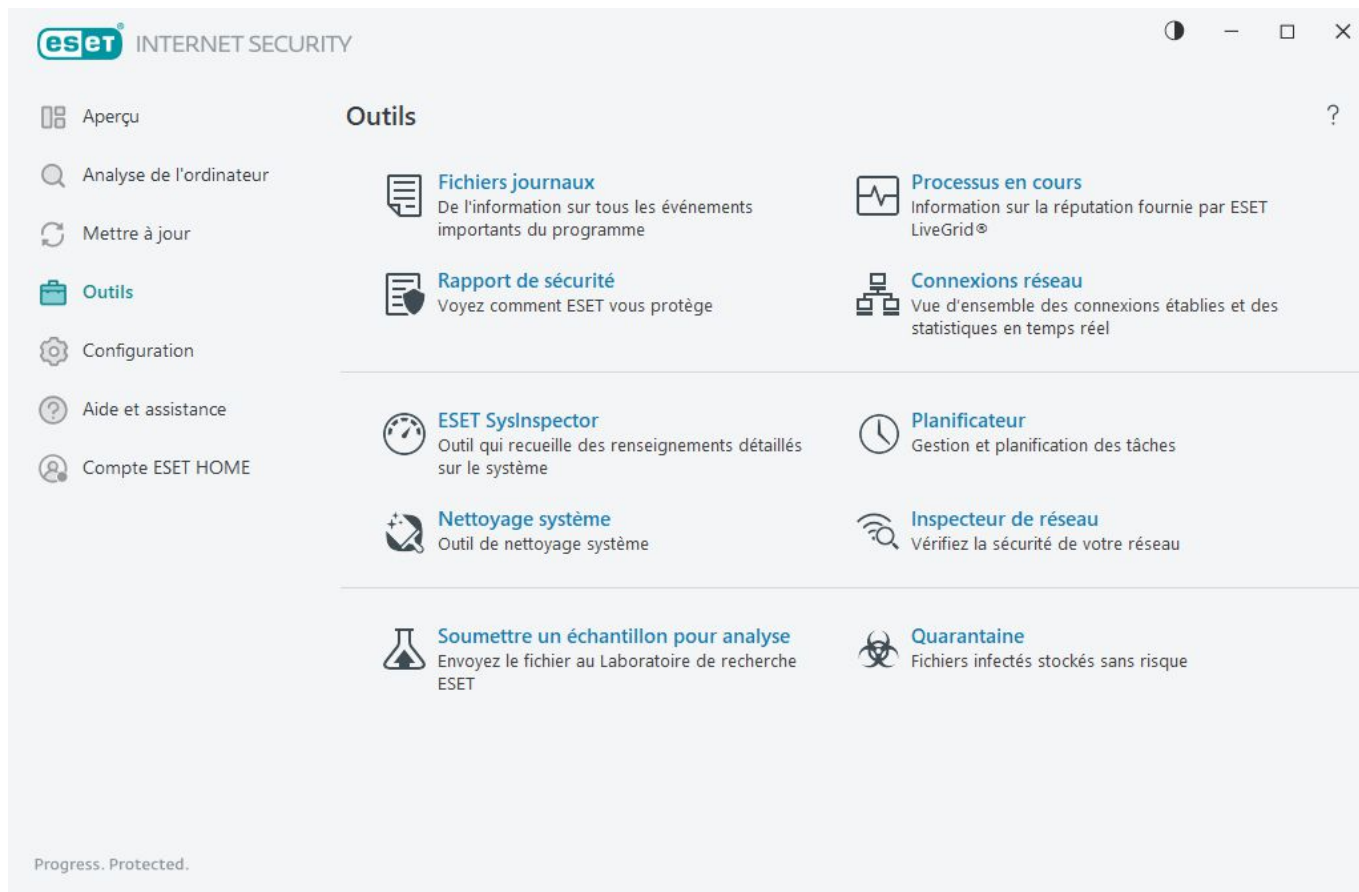 eset® INTERNET SECURITY
Aperçu
Analyse de l'ordinateur
Mettre à jour
Outils
Configuration
Aide et assistance
Compte ESET HOME
Outils
?
Fichiers journaux
De l'information sur tous les événements
importants du programme
Processus en cours
Information sur la réputation fournie par ESET
LiveGrid®
Rapport de sécurité
Voyez comment ESET vous protège
Connexions réseau
Vue d'ensemble des connexions établies et des
statistiques en temps réel
ESET SysInspector
Outil qui recueille des renseignements détaillés
sur le système
Planificateur
Gestion et planification des tâches
Nettoyage système
Outil de nettoyage système
Inspecteur de réseau
Vérifiez la sécurité de votre réseau
Soumettre un échantillon pour analyse
Envoyez le fichier au Laboratoire de recherche
ESET
Quarantaine
Fichiers infectés stockés sans risque
Progress. Protected.